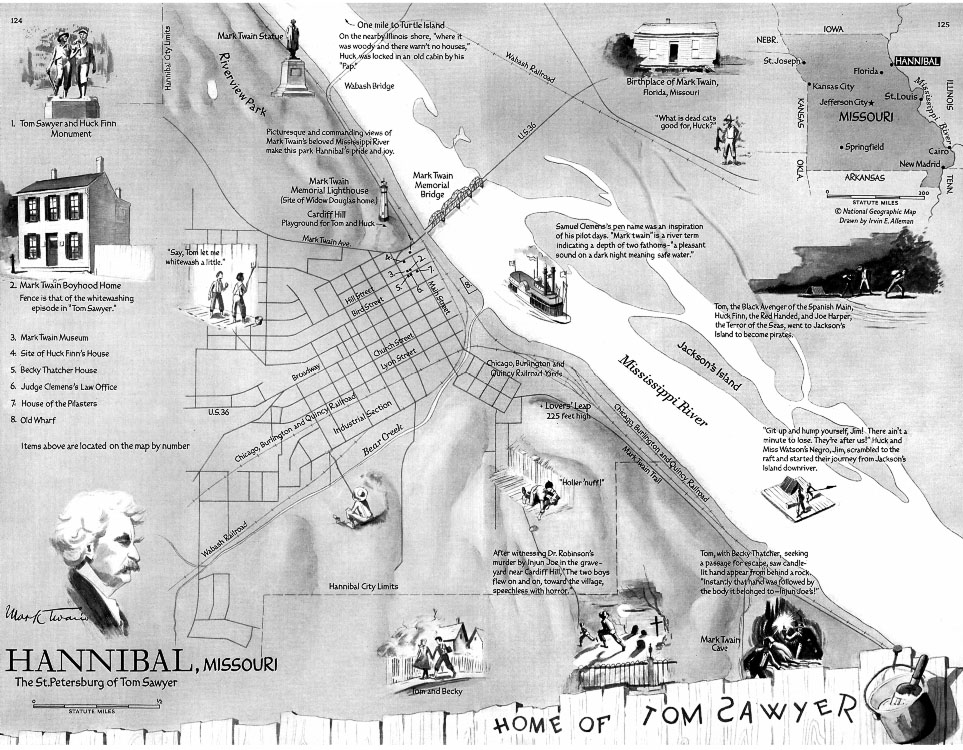 124
125
Hannibal City Limits
1. Tom Sawyer and Huck Finn
Monument
Mark Twain Statue
Riverview Park
One mile to Turtle Island
On the nearby Illinois shore, "where it
was woody and there warn't no houses,"
Huck was locked in an old cabin by his
"Pap."
Wabash Bridge
Wabash Railroad
U.S.36
Birthplace of Mark Twain,
Florida, Missouri
"What is dead cats
good for, Huck?"
IOWA
NEBR.
St. Joseph
HANNIBAL
Florida
Kansas City
St. Louis
Jefferson City
MISSOURI
KANSAS
ILLINOIS
Mississippi River
Springfield
Cairo
New Madrid
OKLA.
ARKANSAS
TENN.
0 200
STATUTE MILES
© National Geographic Map
Drawn by Irvin E. Alleman
Picturesque and commanding views of
Mark Twain's beloved Mississippi River
make this park Hannibal's pride and joy.
Mark Twain
Memorial Lighthouse
(Site of Widow Douglas home)
Cardiff Hill
Playground for Tom and Huck
Mark Twain
Memorial
Bridge
Mark Twain Ave.
Samuel Clemens's pen name was an inspiration
of his pilot days. "Mark twain" is a river term
indicating a depth of two fathoms-"a pleasant
sound on a dark night meaning safe water."
"Say, Tom let me
whitewash a little."
2. Mark Twain Boyhood Home
Fence is that of the whitewashing
episode in "Tom Sawyer."
3. Mark Twain Museum
4. Site of Huck Finn's House
5. Becky Thatcher House
6. Judge Clemens's Law Office
7. House of the Pilasters
8. Old Wharf
Items above are located on the map by number
4.
2.
3.
7.
5.
6.
8.
Hill Street
Bird Street
Main Street
Church Street
Lyon Street
Broadway
U.S.36
Chicago, Burlington and Quincy Railroad
Industrial Section
Bear Creek
Wabash Railroad
Chicago, Burlington and
Quincy Railroad Yards
Lovers' Leap
225 feet high
Tom, the Black Avenger of the Spanish Main,
Huck Finn, the Red Handed, and Joe Harper,
the Terror of the Seas, went to Jackson's
Island to become pirates.
Jackson's Island
Mississippi River
Chicago, Burlington and Quincy Railroad
Mark Twain Trail
"Git up and hump yourself, Jim! There ain't a
minute to lose. They're after us!" Huck and
Miss Watson's Negro, Jim, scrambled to the
raft and started their journey from Jackson's
Island downriver.
"Holler 'nuff!"
After witnessing Dr. Robinson's
murder by Injun Joe in the grave-
yard near Cardiff Hill, "The two boys
flew on and on, toward the village,
speechless with horror."
Tom, with Becky Thatcher, seeking
a passage for escape, saw candle-
lit hand appear from behind a rock.
"Instantly that hand was followed by
the body it belonged to-Injun Joe's!"
Hannibal City Limits
Mark Twain
Cave
Tom and Becky
Mark Twain
HANNIBAL, MISSOURI
The St. Petersburg of Tom Sawyer
STATUTE MILES
HOME OF TOM SAWYER